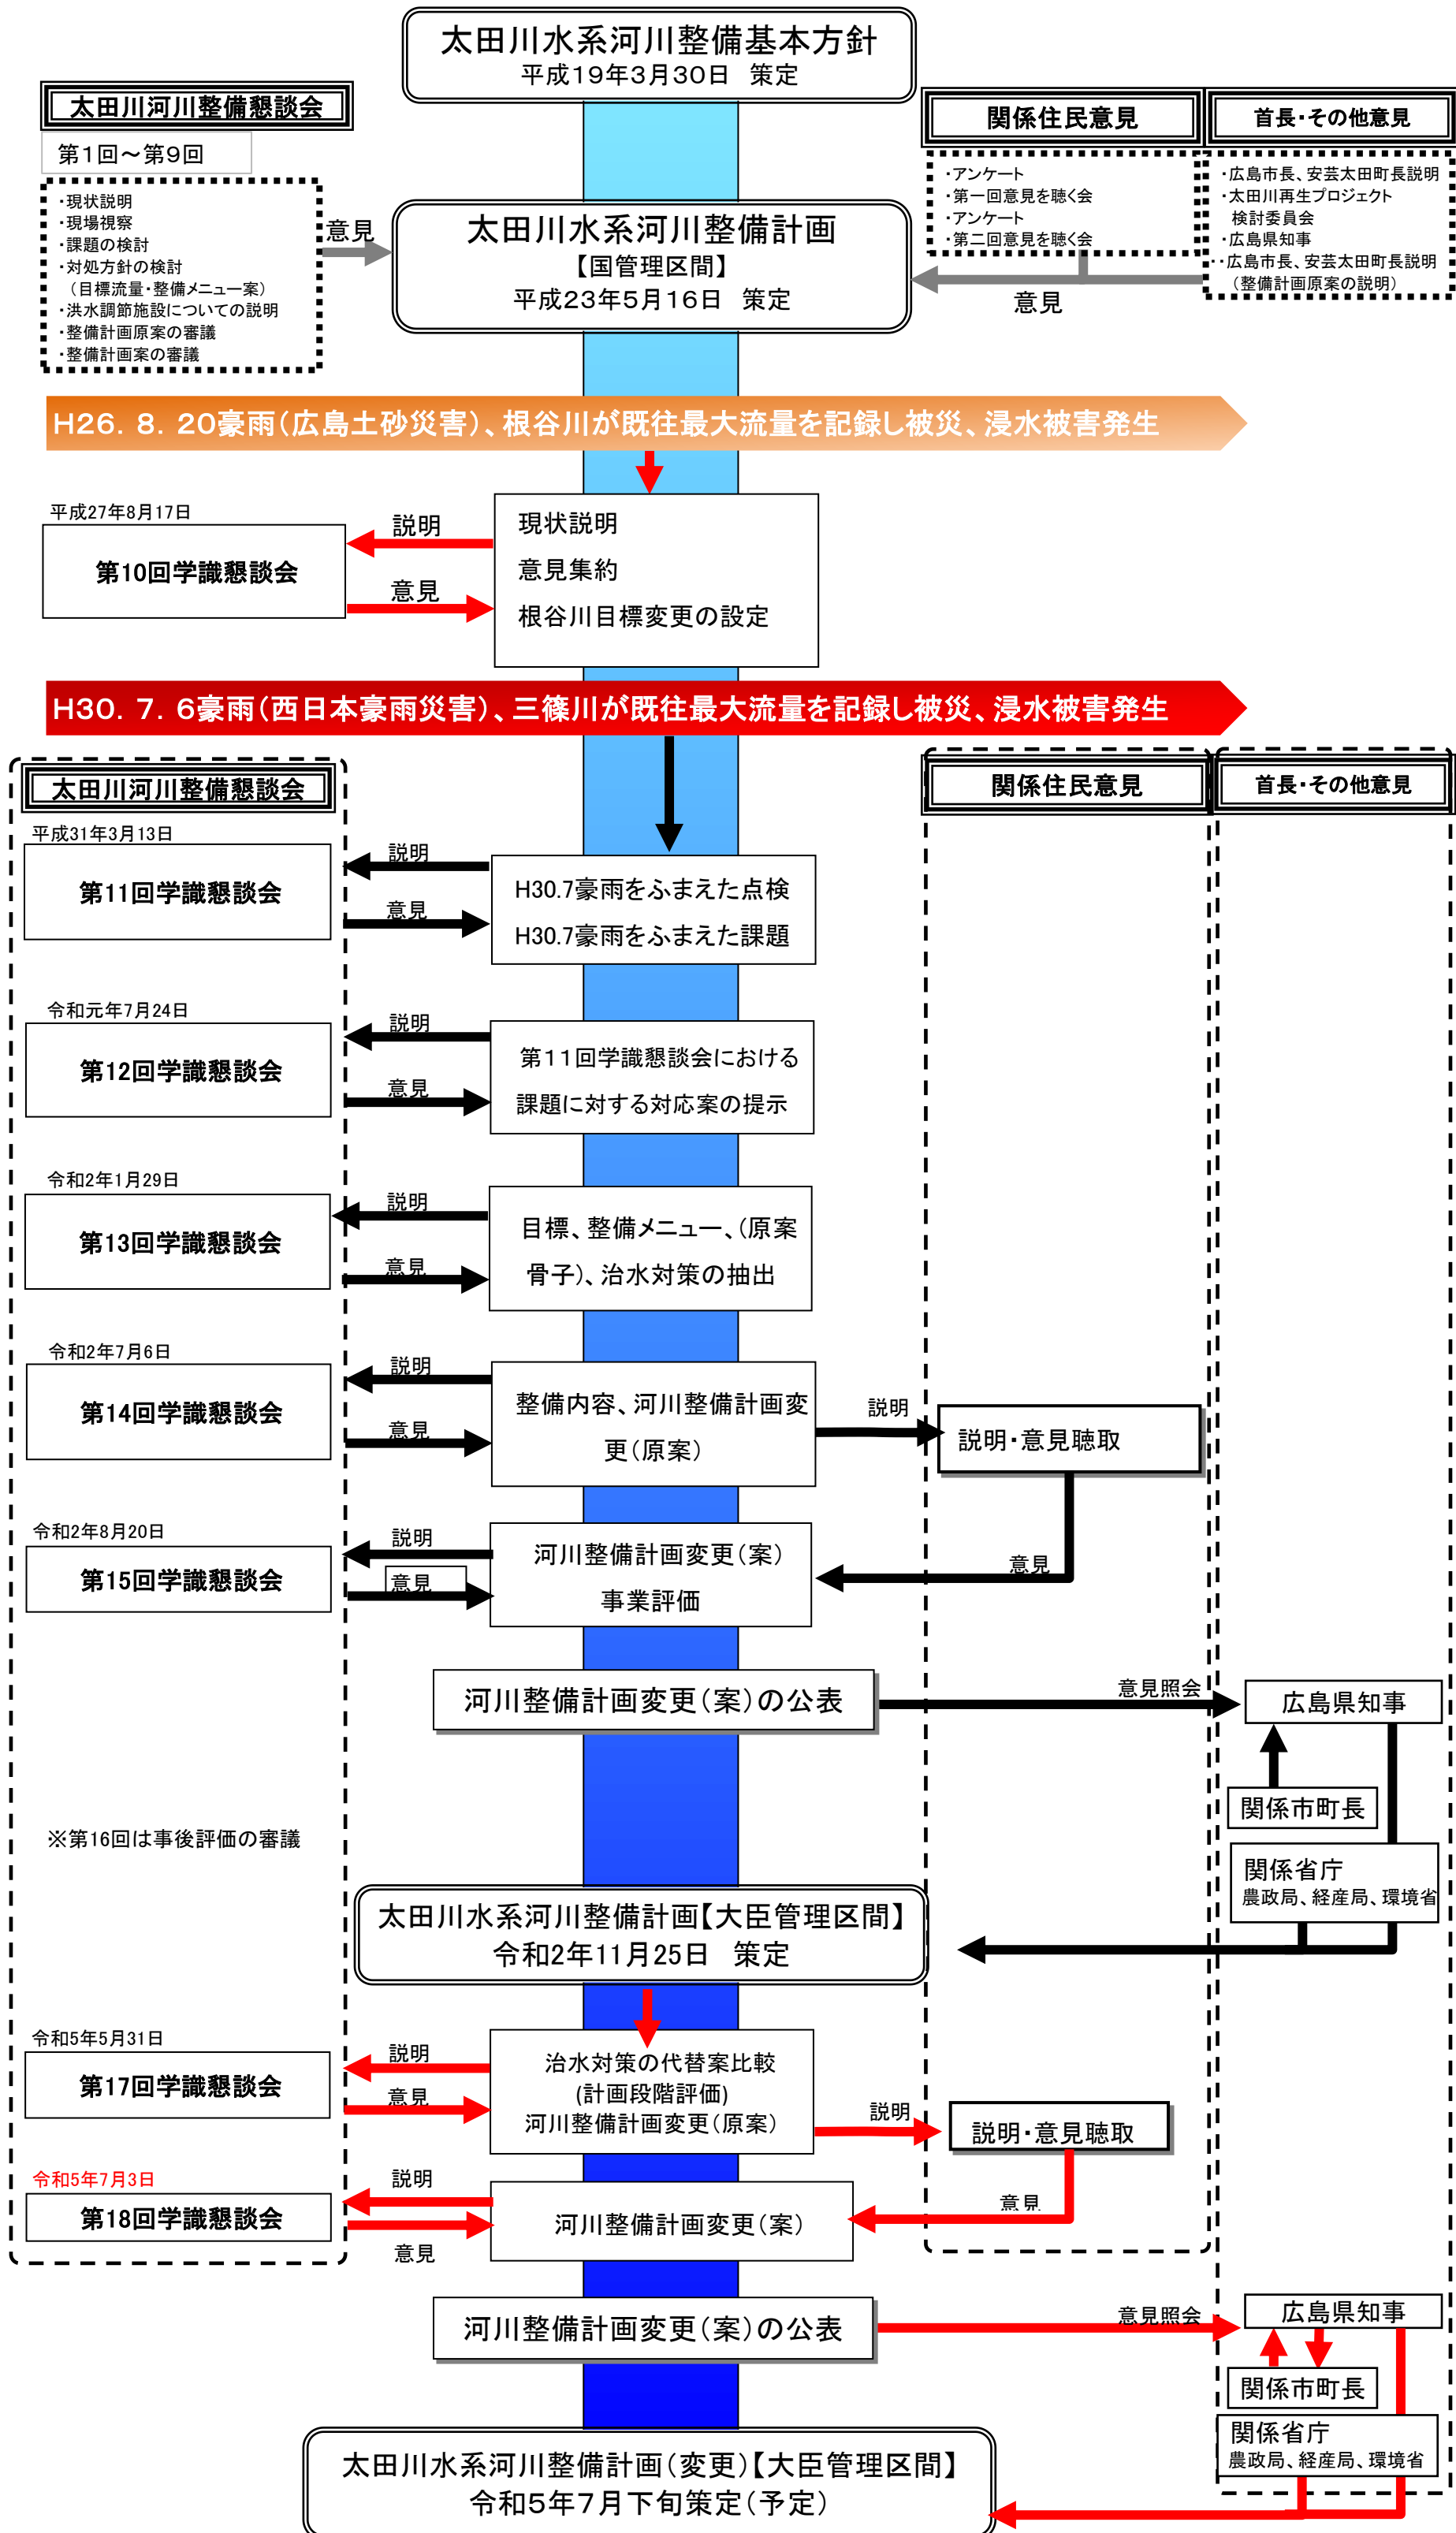 太田川水系河川整備基本方針
平成19年3月30日　策定
太田川河川整備懇談会
第1回～第9回
・現状説明
・現場視察
・課題の検討
・対処方針の検討
（目標流量・整備メニュー案）
・洪水調節施設についての説明
・整備計画原案の審議
・整備計画案の審議
意見
太田川水系河川整備計画
【国管理区間】
平成23年5月16日　策定
関係住民意見
・アンケート
・第一回意見を聴く会
・アンケート
・第二回意見を聴く会
首長・その他意見
・広島市長、安芸太田町長説明
・太田川再生プロジェクト
検討委員会
・広島県知事
・・広島市長、安芸太田町長説明
（整備計画原案の説明）
意見
H26．8．20豪雨（広島土砂災害）、根谷川が既往最大流量を記録し被災、浸水被害発生
平成27年8月17日
第10回学識懇談会
説明
意見
現状説明
意見集約
根谷川目標変更の設定
H30．7．6豪雨（西日本豪雨災害）、三篠川が既往最大流量を記録し被災、浸水被害発生
太田川河川整備懇談会
関係住民意見
首長・その他意見
平成31年3月13日
第11回学識懇談会
説明
意見
H30.7豪雨をふまえた点検
H30.7豪雨をふまえた課題
令和元年7月24日
第12回学識懇談会
説明
意見
第11回学識懇談会における
課題に対する対応案の提示
令和2年1月29日
第13回学識懇談会
説明
意見
目標、整備メニュー、（原案
骨子）、治水対策の抽出
令和2年7月6日
第14回学識懇談会
説明
意見
整備内容、河川整備計画変
更（原案）
説明
説明・意見聴取
令和2年8月20日
第15回学識懇談会
説明
意見
河川整備計画変更（案）
事業評価
意見
河川整備計画変更（案）の公表
意見照会
広島県知事
関係市町長
関係省庁
農政局、経産局、環境省
※第16回は事後評価の審議
太田川水系河川整備計画【大臣管理区間】
令和2年11月25日　策定
令和5年5月31日
第17回学識懇談会
説明
意見
治水対策の代替案比較
(計画段階評価)
河川整備計画変更（原案）
説明
説明・意見聴取
令和5年7月3日
第18回学識懇談会
説明
意見
河川整備計画変更（案）
意見
河川整備計画変更（案）の公表
意見照会
広島県知事
関係市町長
関係省庁
農政局、経産局、環境省
太田川水系河川整備計画（変更）【大臣管理区間】
令和5年7月下旬策定（予定）